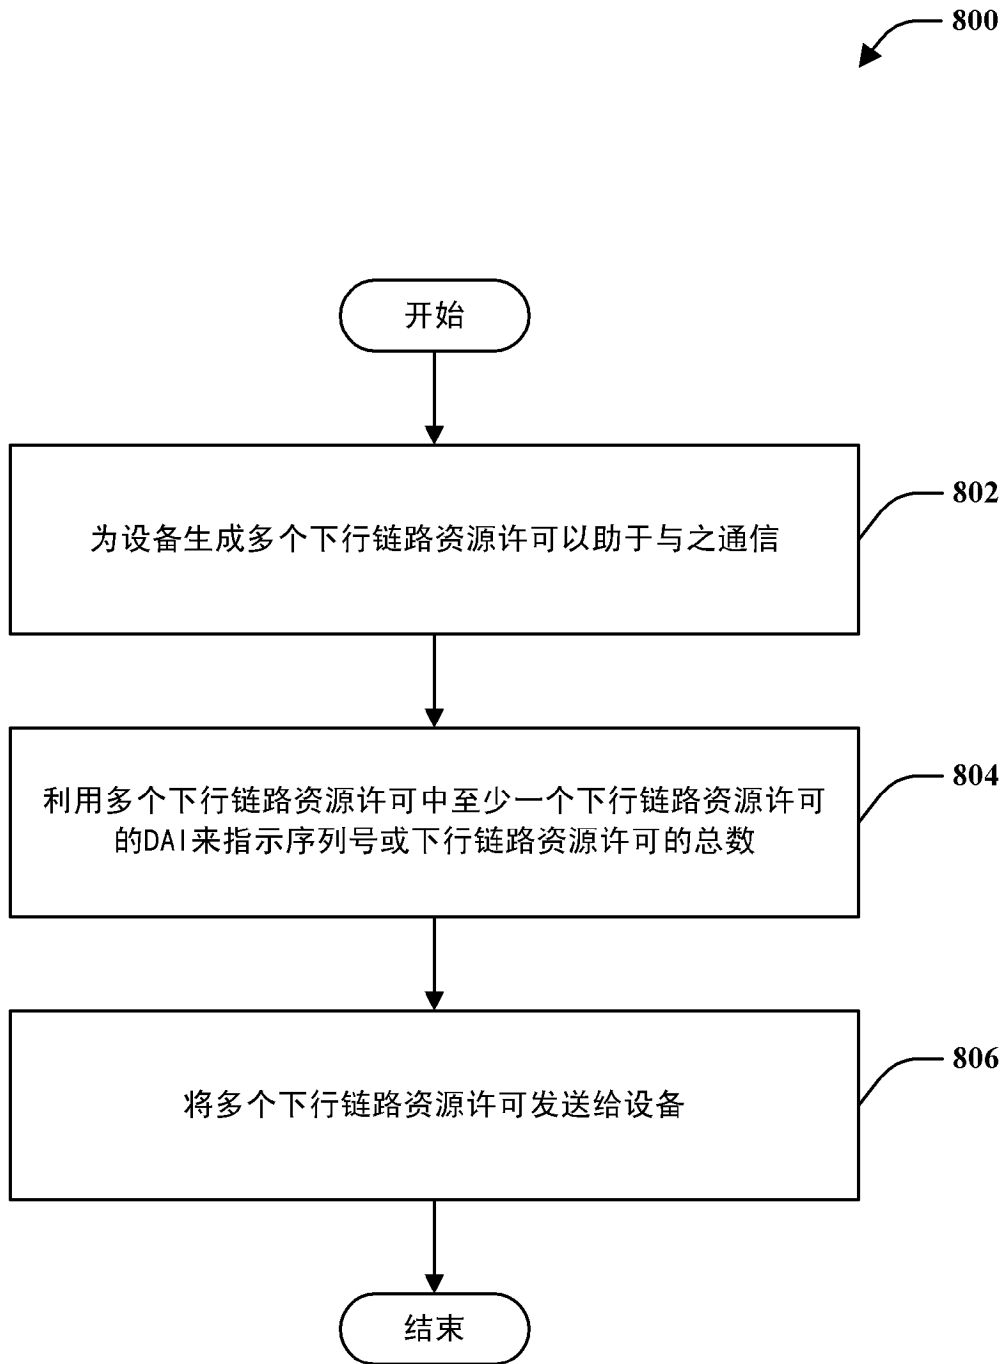 800
开始
802
为设备生成多个下行链路资源许可以助于与之通信
804
利用多个下行链路资源许可中至少一个下行链路资源许可
的DAI来指示序列号或下行链路资源许可的总数
806
将多个下行链路资源许可发送给设备
结束